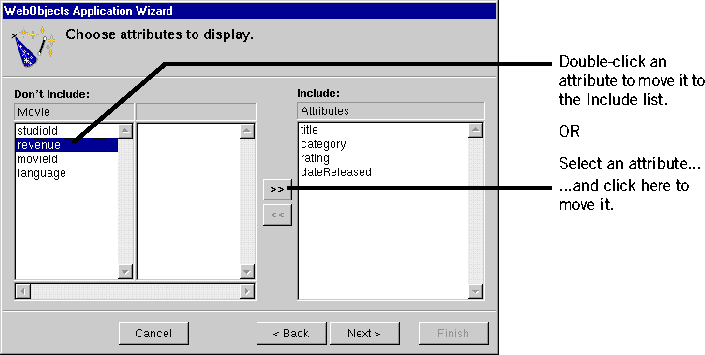 WebObjects Application Wizard
Choose attributes to display.
Don't Include:
Movie
studioId
revenue
movieId
language
>>
<<
Include:
Attributes
title
category
rating
dateReleased
Cancel
< Back
Next >
Finish
Double-click an
attribute to move it to
the Include list.
OR
Select an attribute...
...and click here to
move it.